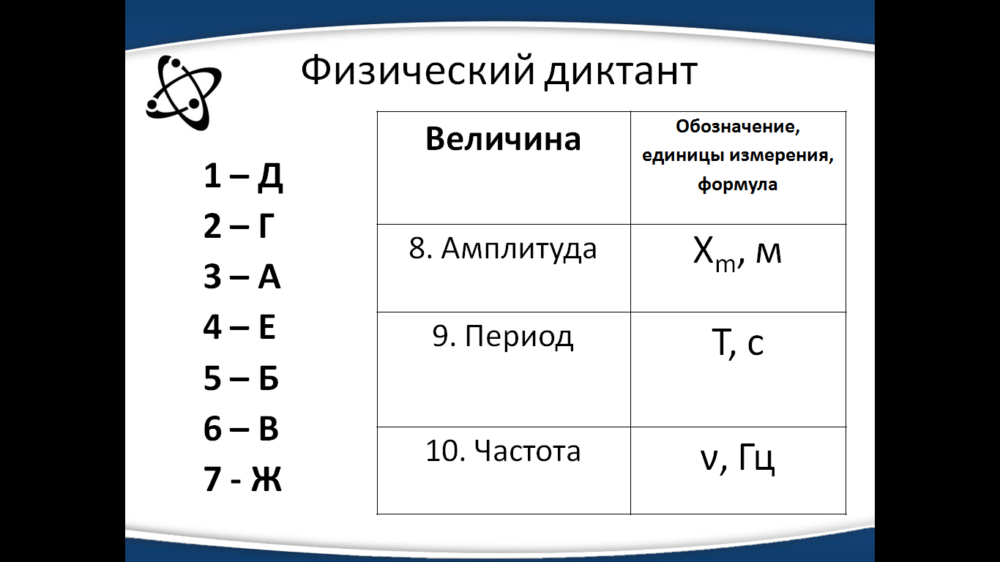 Физический диктант
1 – Д
2 – Г
3 – А
4 – Е
5 – Б
6 – В
7 - Ж
Величина
Обозначение,
единицы измерения,
формула
8. Амплитуда
Xm, м
9. Период
T, с
10. Частота
ν, Гц